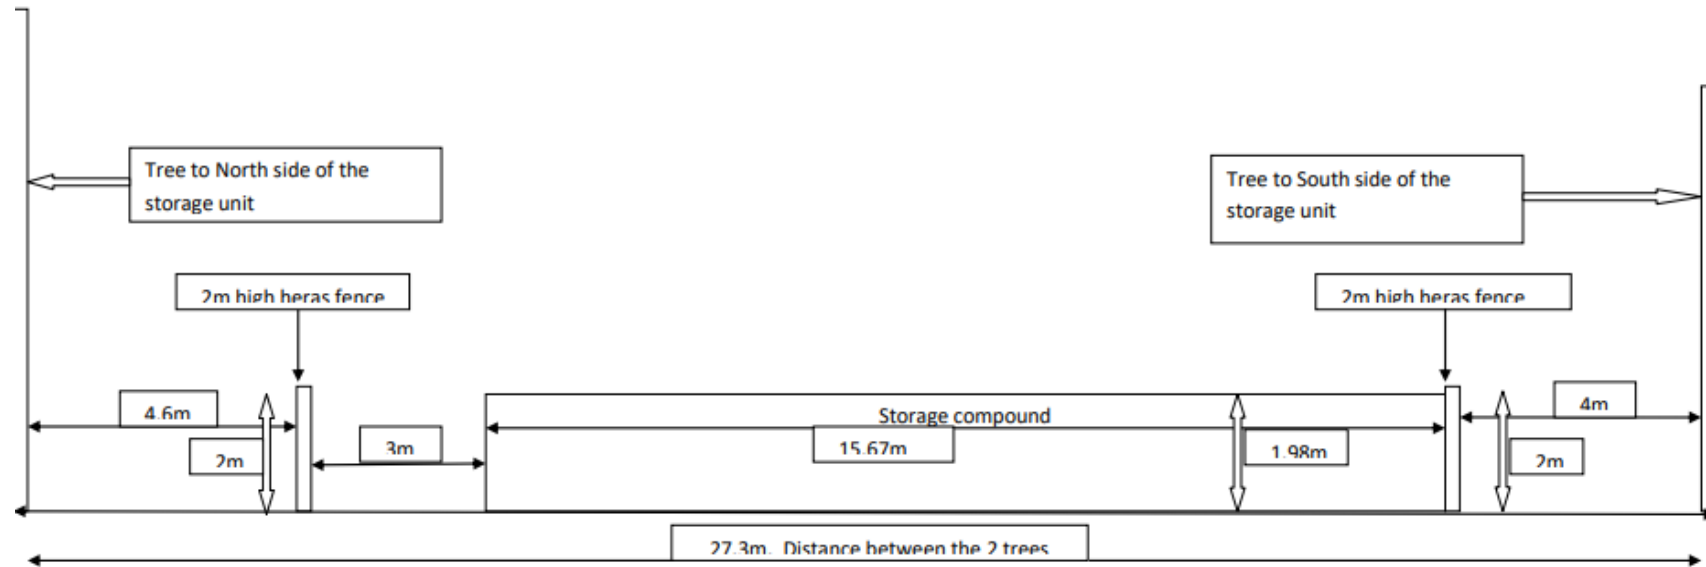 Tree to North side of the
storage unit
Tree to South side of the
storage unit
2m high heras fence
2m high heras fence
4.6m
2m
3m
Storage compound
15.67m
1.98m
4m
2m
27.3m. Distance between the 2 trees